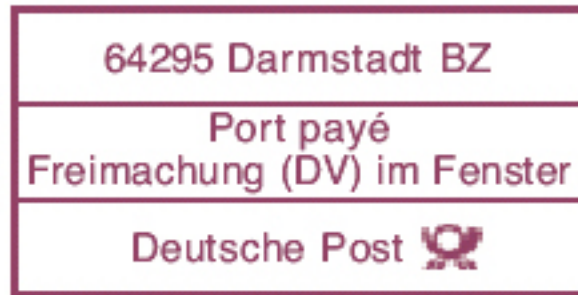 64295 Darmstadt BZ
Port payé
Freimachung (DV) im Fenster
Deutsche Post